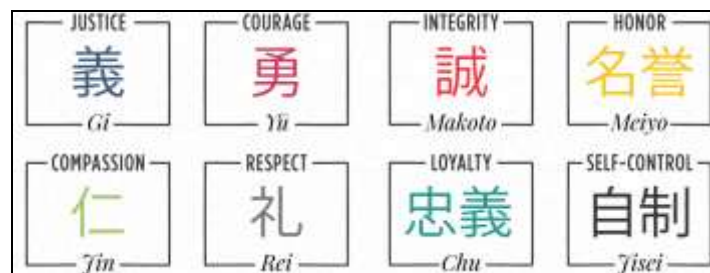 JUSTICE
義
Gi
COURAGE
勇
Yū
INTEGRITY
誠
Makoto
HONOR
名誉
Meiyo
COMPASSION
仁
Jin
RESPECT
礼
Rei
LOYALTY
忠義
Chu
SELF-CONTROL
自制
Jisei